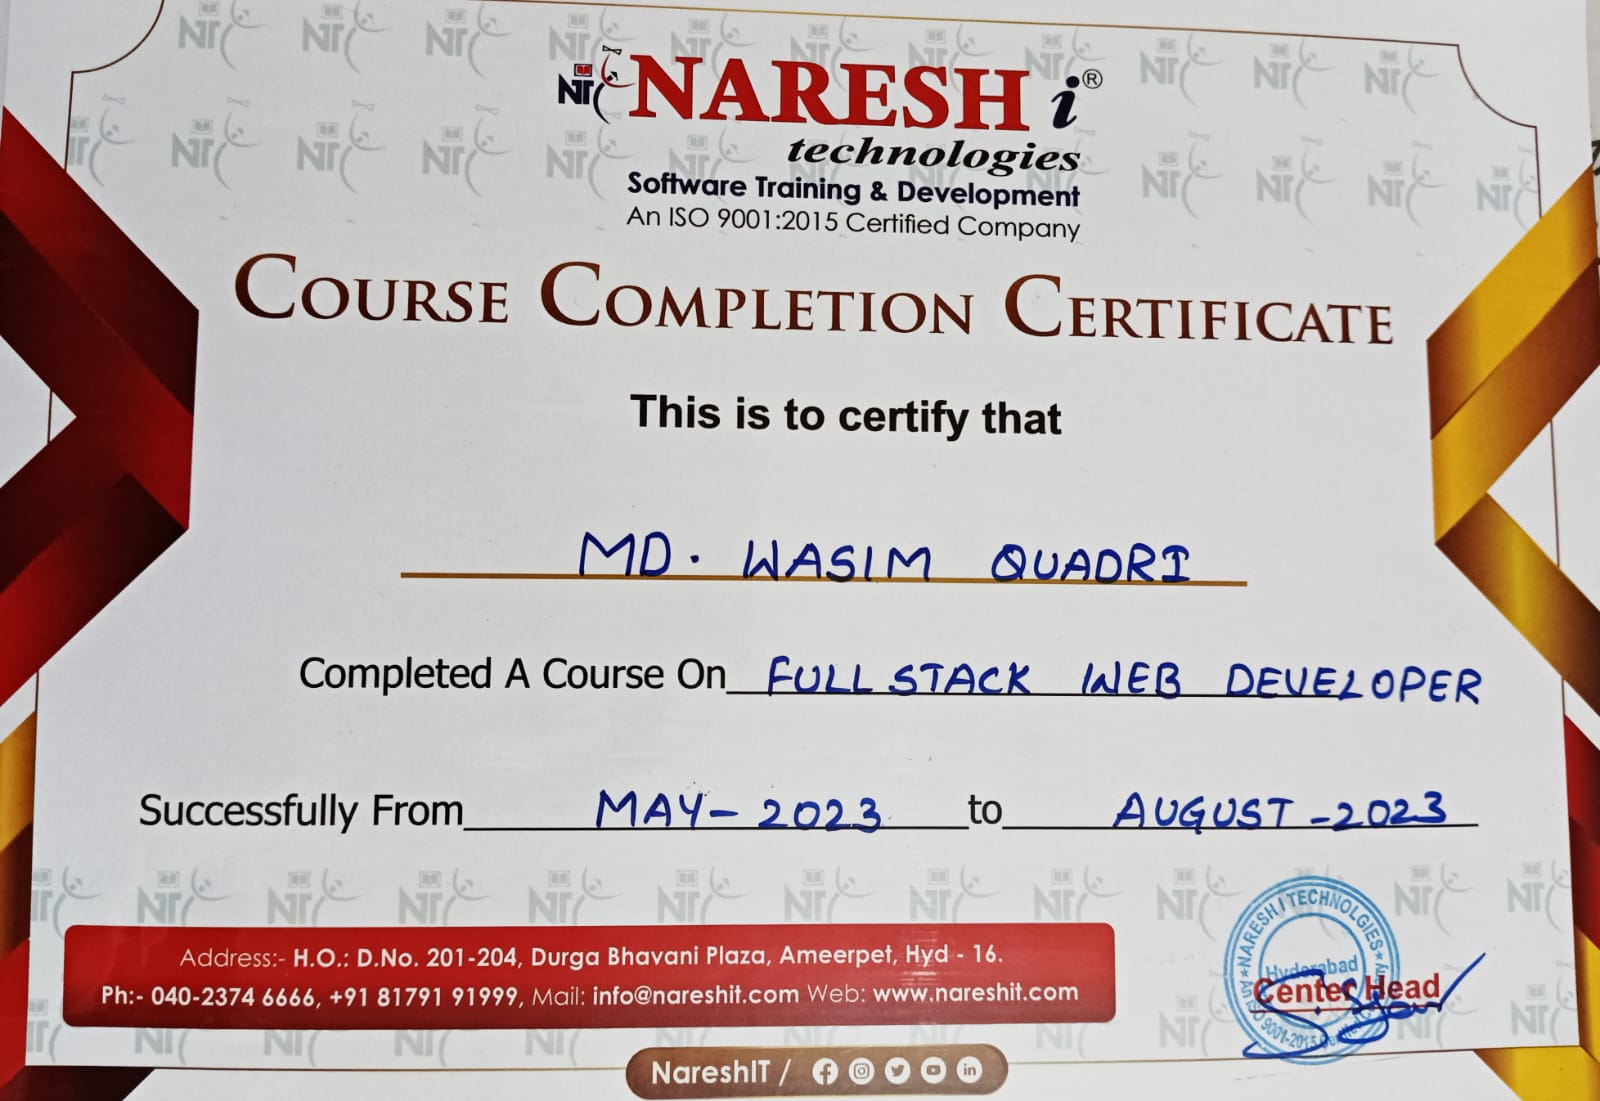 NT NARESH i®
technologies
Software Training & Development
An ISO 9001:2015 Certified Company
COURSE COMPLETION CERTIFICATE
This is to certify that
MD. WASIM QUADRI
Completed A Course On FULL STACK WEB DEVELOPER
Successfully From MAY-2023 to AUGUST-2023
Address:- H.O.: D.No. 201-204, Durga Bhavani Plaza, Ameerpet, Hyd - 16.
Ph:- 040-2374 6666, +91 81791 91999, Mail: info@nareshit.com Web: www.nareshit.com
NARESH I TECHNOLGIES
Hyderabad
Center Head
9001-2015
NareshIT /